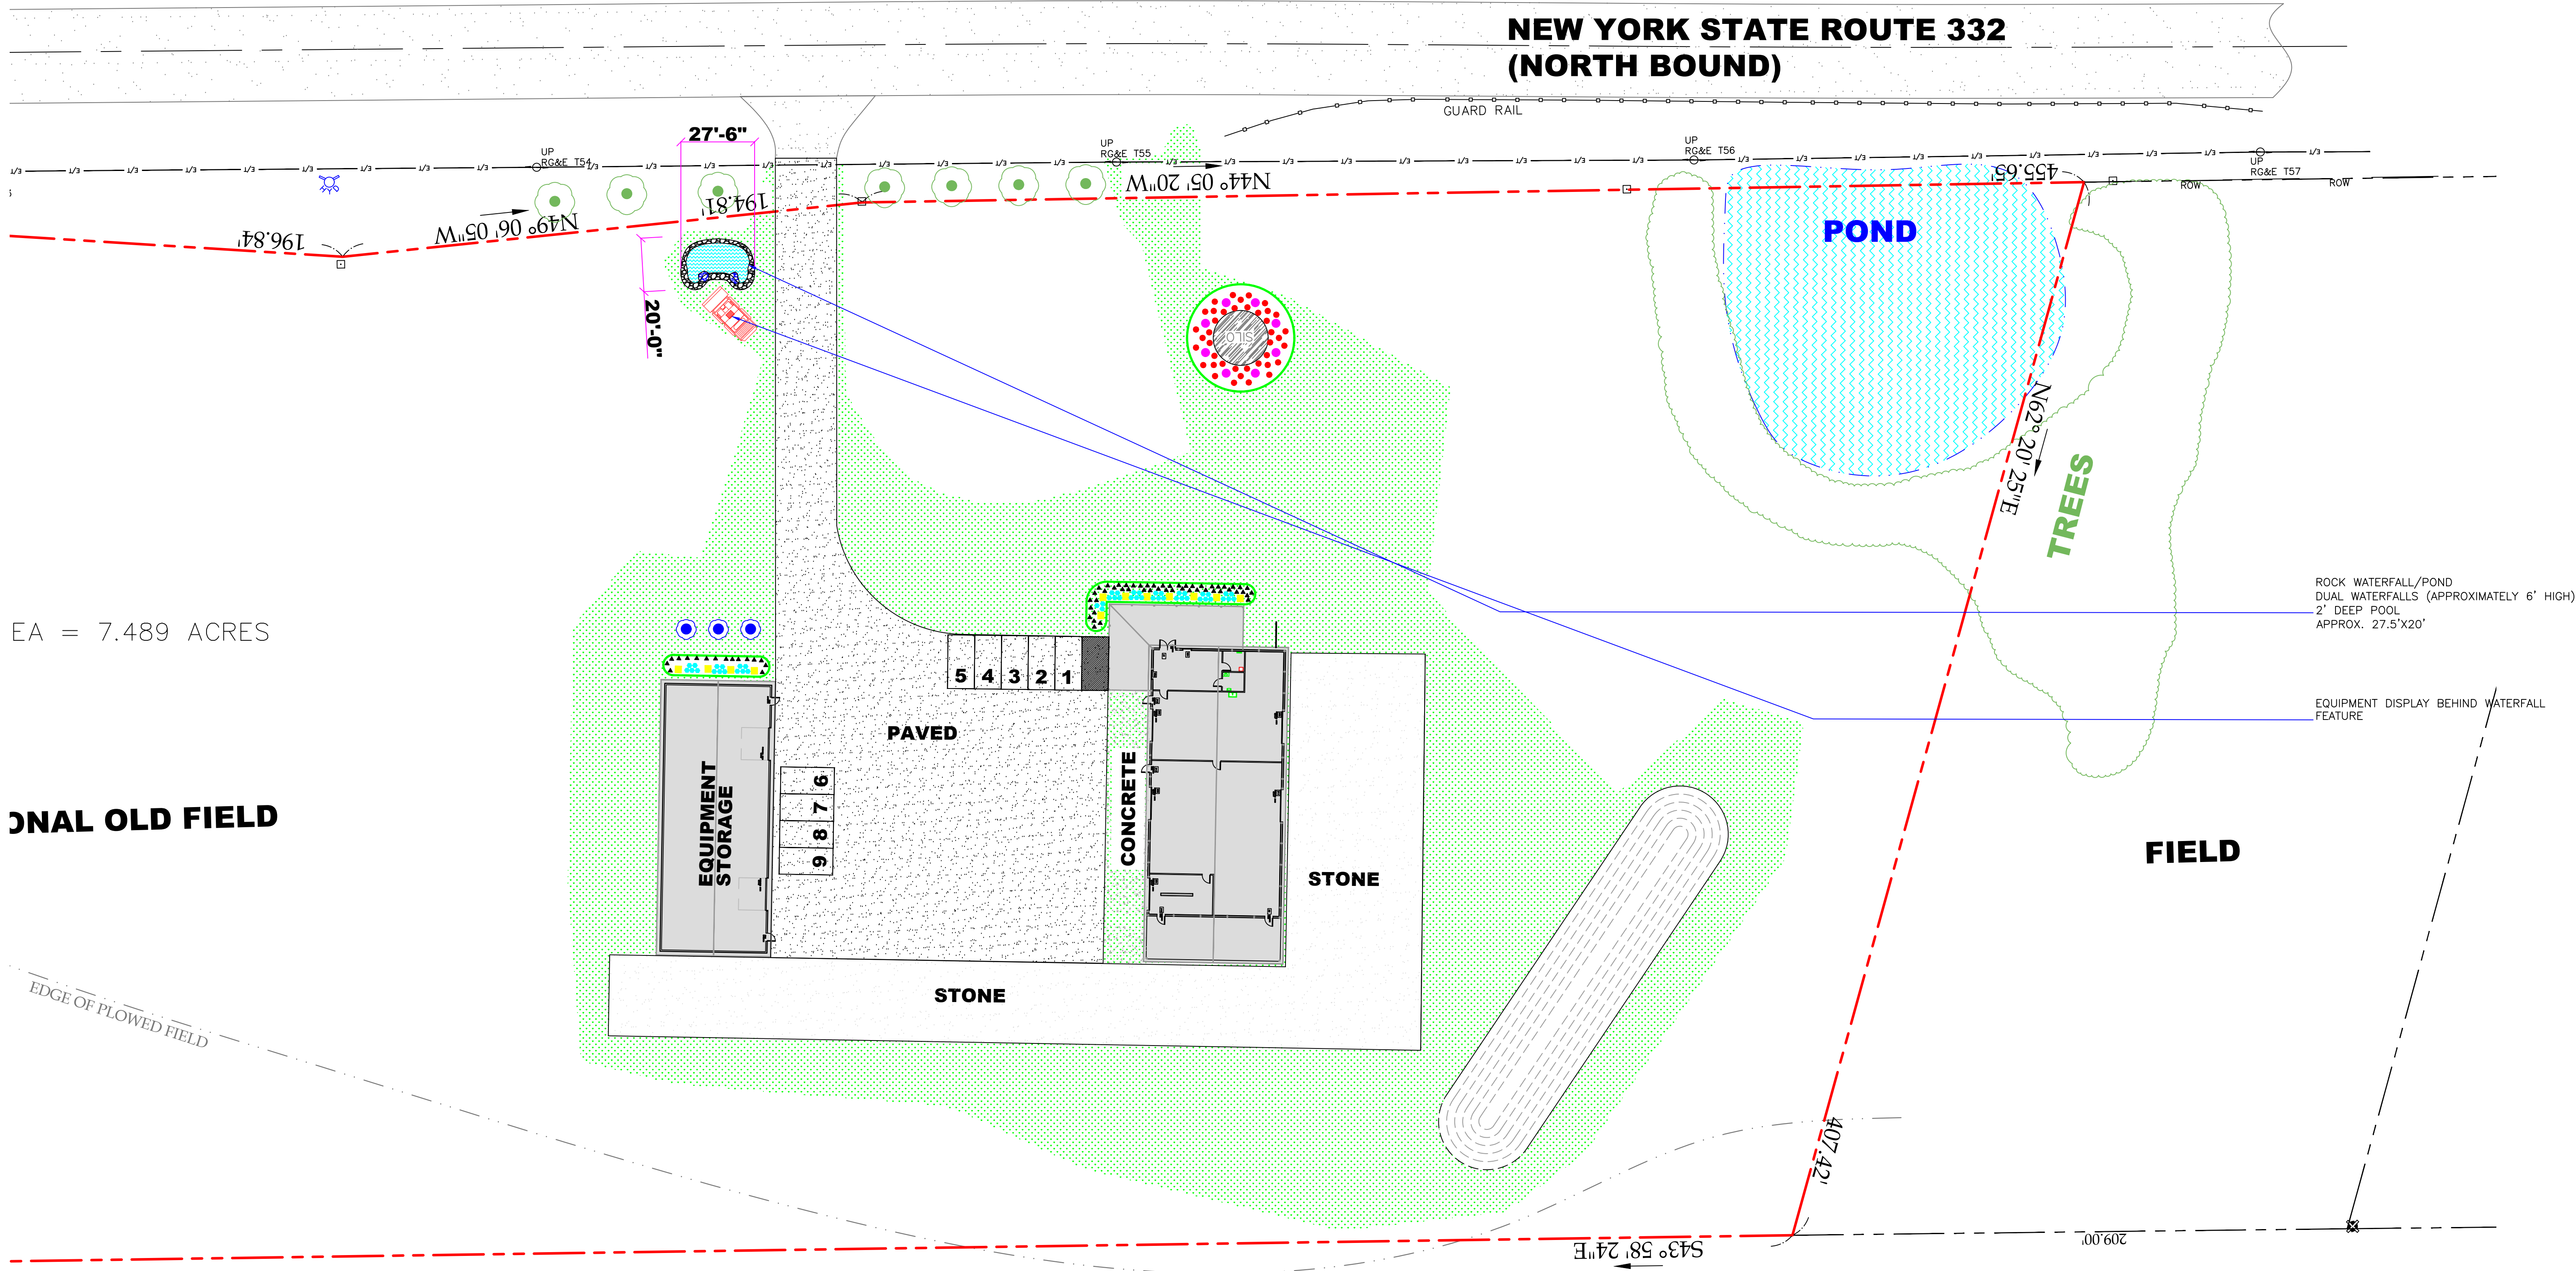 NEW YORK STATE ROUTE 332
(NORTH BOUND)
GUARD RAIL
27'-6"
UP
RG&E T54
UP
RG&E T55
UP
RG&E T56
UP
RG&E T57
ROW
ROW
196.84'
N49° 06' 05"W
194.81'
N44° 05' 20"W
455.65'
20'-0"
SILO
POND
N62° 20' 25"E
TREES
ROCK WATERFALL/POND
DUAL WATERFALLS (APPROXIMATELY 6' HIGH)
2' DEEP POOL
APPROX. 27.5'X20'
EA = 7.489 ACRES
5 4 3 2 1
EQUIPMENT DISPLAY BEHIND WATERFALL
FEATURE
PAVED
6
7
8
9
EQUIPMENT
STORAGE
CONCRETE
STONE
ONAL OLD FIELD
FIELD
STONE
EDGE OF PLOWED FIELD
407.42'
S43° 58' 24"E
209.00'